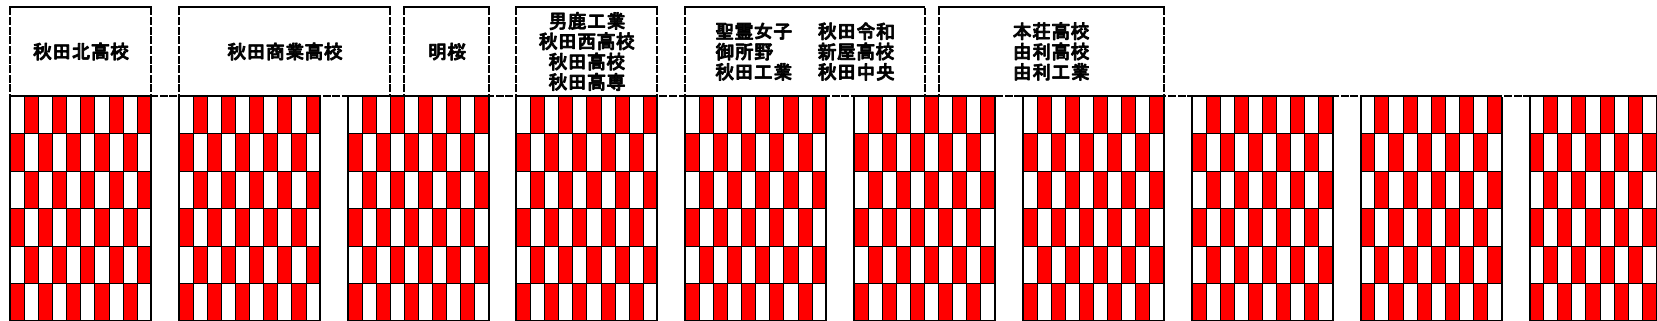 秋田北高校
秋田商業高校
明桜
男鹿工業
秋田西高校
秋田高校
秋田高専
聖霊女子 秋田令和
御所野 新屋高校
秋田工業 秋田中央
本荘高校
由利高校
由利工業